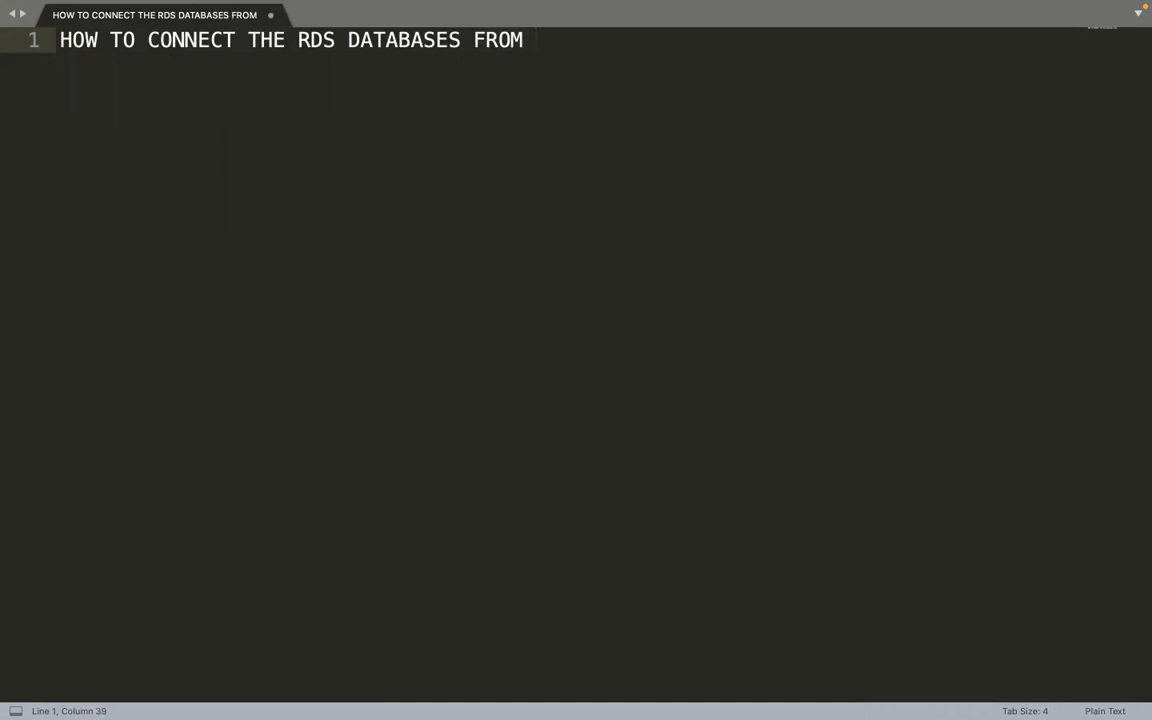 HOW TO CONNECT THE RDS DATABASES FROM
1 HOW TO CONNECT THE RDS DATABASES FROM
Line 1, Column 39
Tab Size: 4
Plain Text